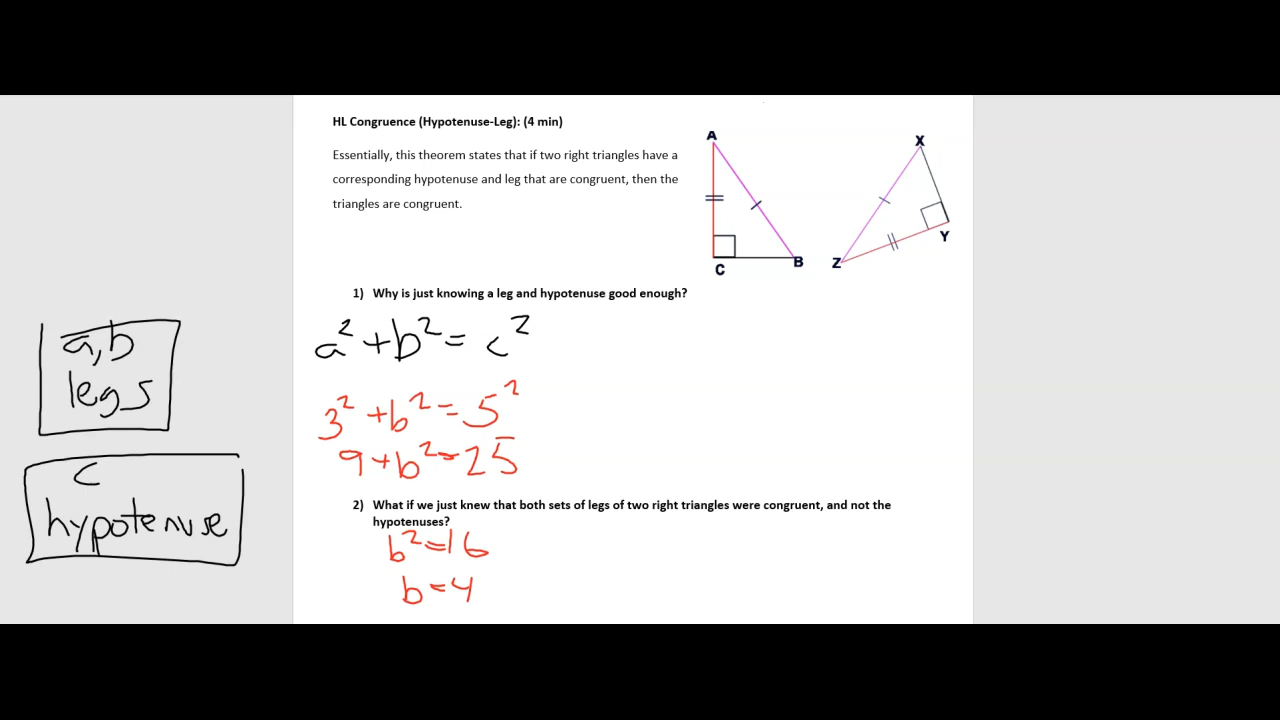 HL Congruence (Hypotenuse-Leg): (4 min)
Essentially, this theorem states that if two right triangles have a
corresponding hypotenuse and leg that are congruent, then the
triangles are congruent.
A
C
B
X
Y
Z
1) Why is just knowing a leg and hypotenuse good enough?
a² + b² = c²
3² + b² = 5²
9 + b² = 25
2) What if we just knew that both sets of legs of two right triangles were congruent, and not the
hypotenuses?
b² = 16
b = 4
a, b
legs
c
hypotenuse